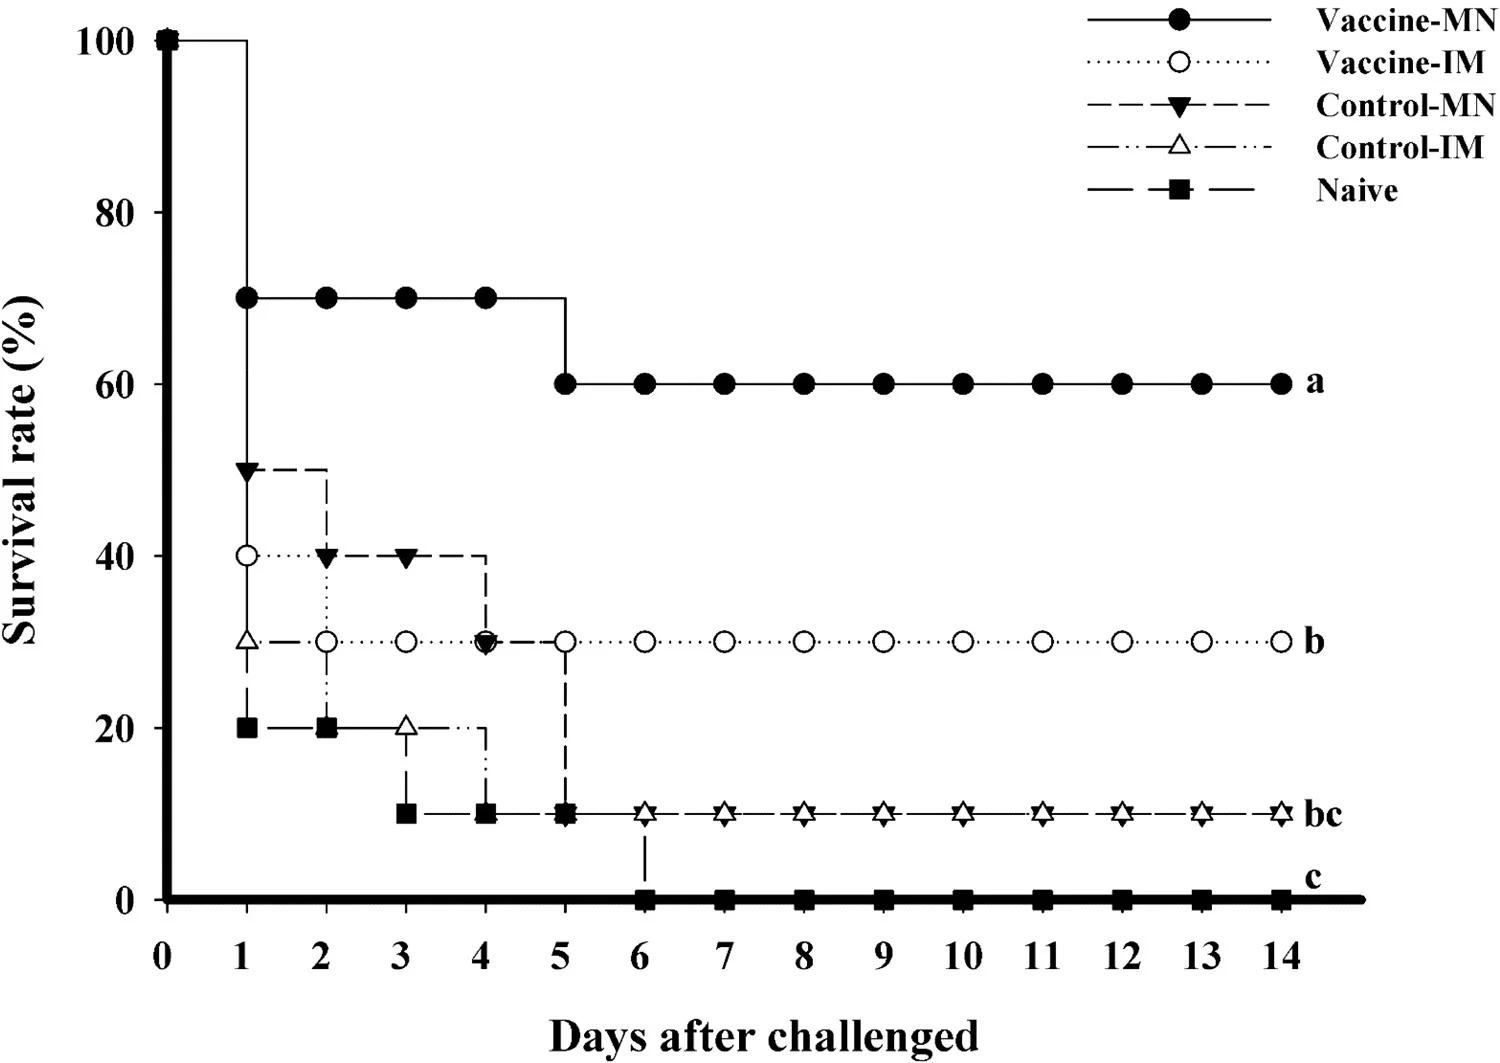 Vaccine-MN
Vaccine-IM
Control-MN
Control-IM
Naive
Survival rate (%)
100
80
60
40
20
0
a
b
bc
c
0 1 2 3 4 5 6 7 8 9 10 11 12 13 14
Days after challenged